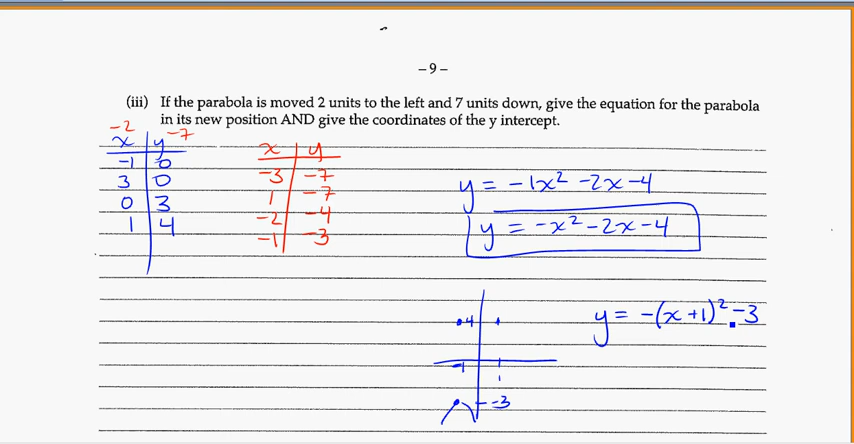 – 9 –
(iii) If the parabola is moved 2 units to the left and 7 units down, give the equation for the parabola
in its new position AND give the coordinates of the y intercept.
-2 -7
x y
-1 0
3 0
0 3
1 4
x y
-3 -7
1 -7
-2 -4
-1 -3
y = -1x² -2x -4
y = -x² -2x -4
y = -(x+1)² -3
4
-1 1
-3